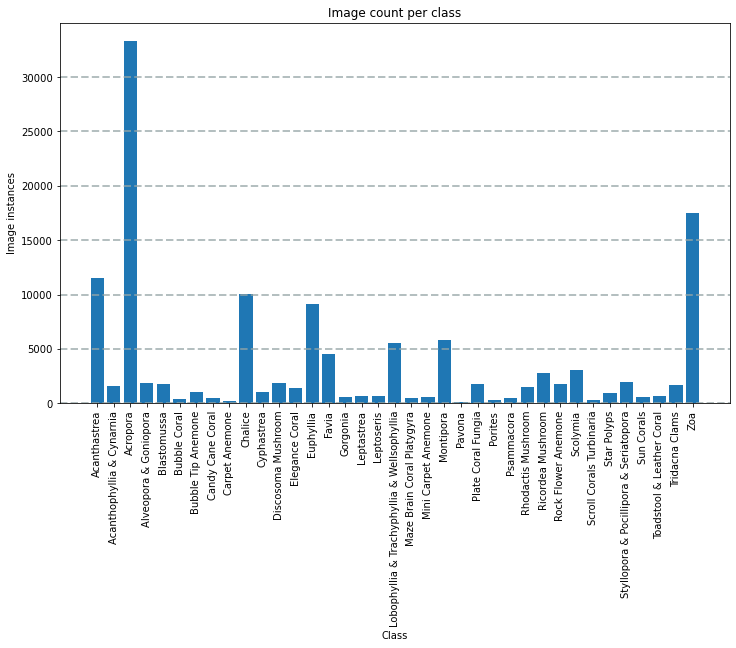 Image count per class
Image instances
30000
25000
20000
15000
10000
5000
0
Acanthastrea
Acanthophyllia & Cynarnia
Acropora
Alveopora & Goniopora
Blastomussa
Bubble Coral
Bubble Tip Anemone
Candy Cane Coral
Carpet Anemone
Chalice
Cyphastrea
Discosoma Mushroom
Elegance Coral
Euphyllia
Favia
Gorgonia
Leptastrea
Leptoseris
Lobophyllia & Trachyphyllia & Wellsophyllia
Maze Brain Coral Platygyra
Mini Carpet Anemone
Montipora
Pavona
Plate Coral Fungia
Porites
Psammacora
Rhodactis Mushroom
Ricordea Mushroom
Rock Flower Anemone
Scolymia
Scroll Corals Turbinaria
Star Polyps
Styllopora & Pocillipora & Seriatopora
Sun Corals
Toadstool & Leather Coral
Tridacna Clams
Zoa
Class